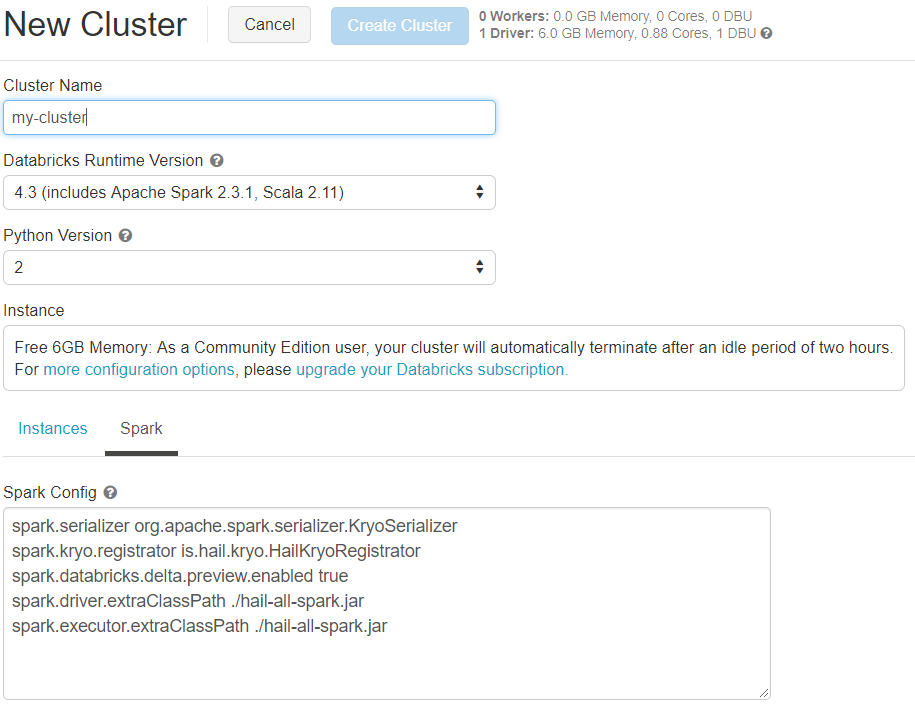 New Cluster
Cancel
Create Cluster
0 Workers: 0.0 GB Memory, 0 Cores, 0 DBU
1 Driver: 6.0 GB Memory, 0.88 Cores, 1 DBU ?
Cluster Name
my-cluster
Databricks Runtime Version ?
4.3 (includes Apache Spark 2.3.1, Scala 2.11)
Python Version ?
2
Instance
Free 6GB Memory: As a Community Edition user, your cluster will automatically terminate after an idle period of two hours.
For more configuration options, please upgrade your Databricks subscription.
Instances
Spark
Spark Config ?
spark.serializer org.apache.spark.serializer.KryoSerializer
spark.kryo.registrator is.hail.kryo.HailKryoRegistrator
spark.databricks.delta.preview.enabled true
spark.driver.extraClassPath ./hail-all-spark.jar
spark.executor.extraClassPath ./hail-all-spark.jar